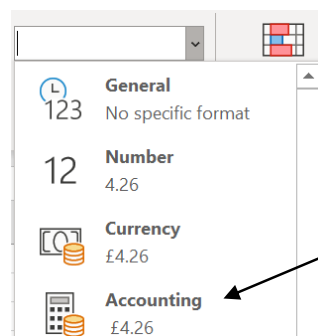 General
123
No specific format
12
Number
4.26
Currency
£4.26
Accounting
£4.26